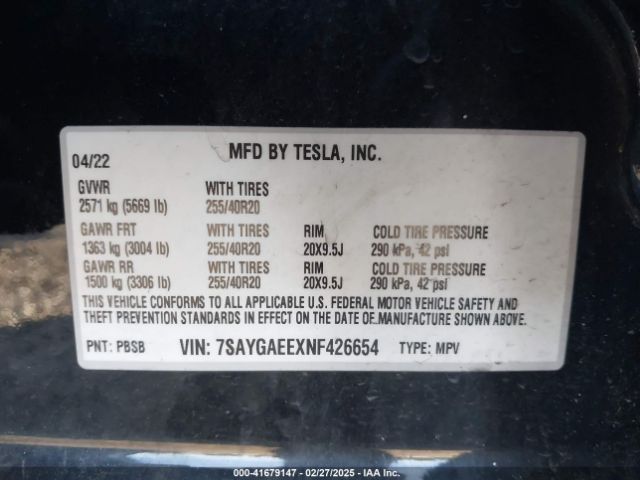 MFD BY TESLA, INC.
04/22
GVWR WITH TIRES
2571 kg (5669 lb) 255/40R20
GAWR FRT WITH TIRES RIM COLD TIRE PRESSURE
1363 kg (3004 lb) 255/40R20 20X9.5J 290 kPa, 42 psi
GAWR RR WITH TIRES RIM COLD TIRE PRESSURE
1500 kg (3306 lb) 255/40R20 20X9.5J 290 kPa, 42 psi
THIS VEHICLE CONFORMS TO ALL APPLICABLE U.S. FEDERAL MOTOR VEHICLE SAFETY AND
THEFT PREVENTION STANDARDS IN EFFECT ON THE DATE OF MANUFACTURE SHOWN ABOVE.
PNT: PBSB VIN: 7SAYGAEEXNF426654 TYPE: MPV
000-41679147 - 02/27/2025 - IAA Inc.